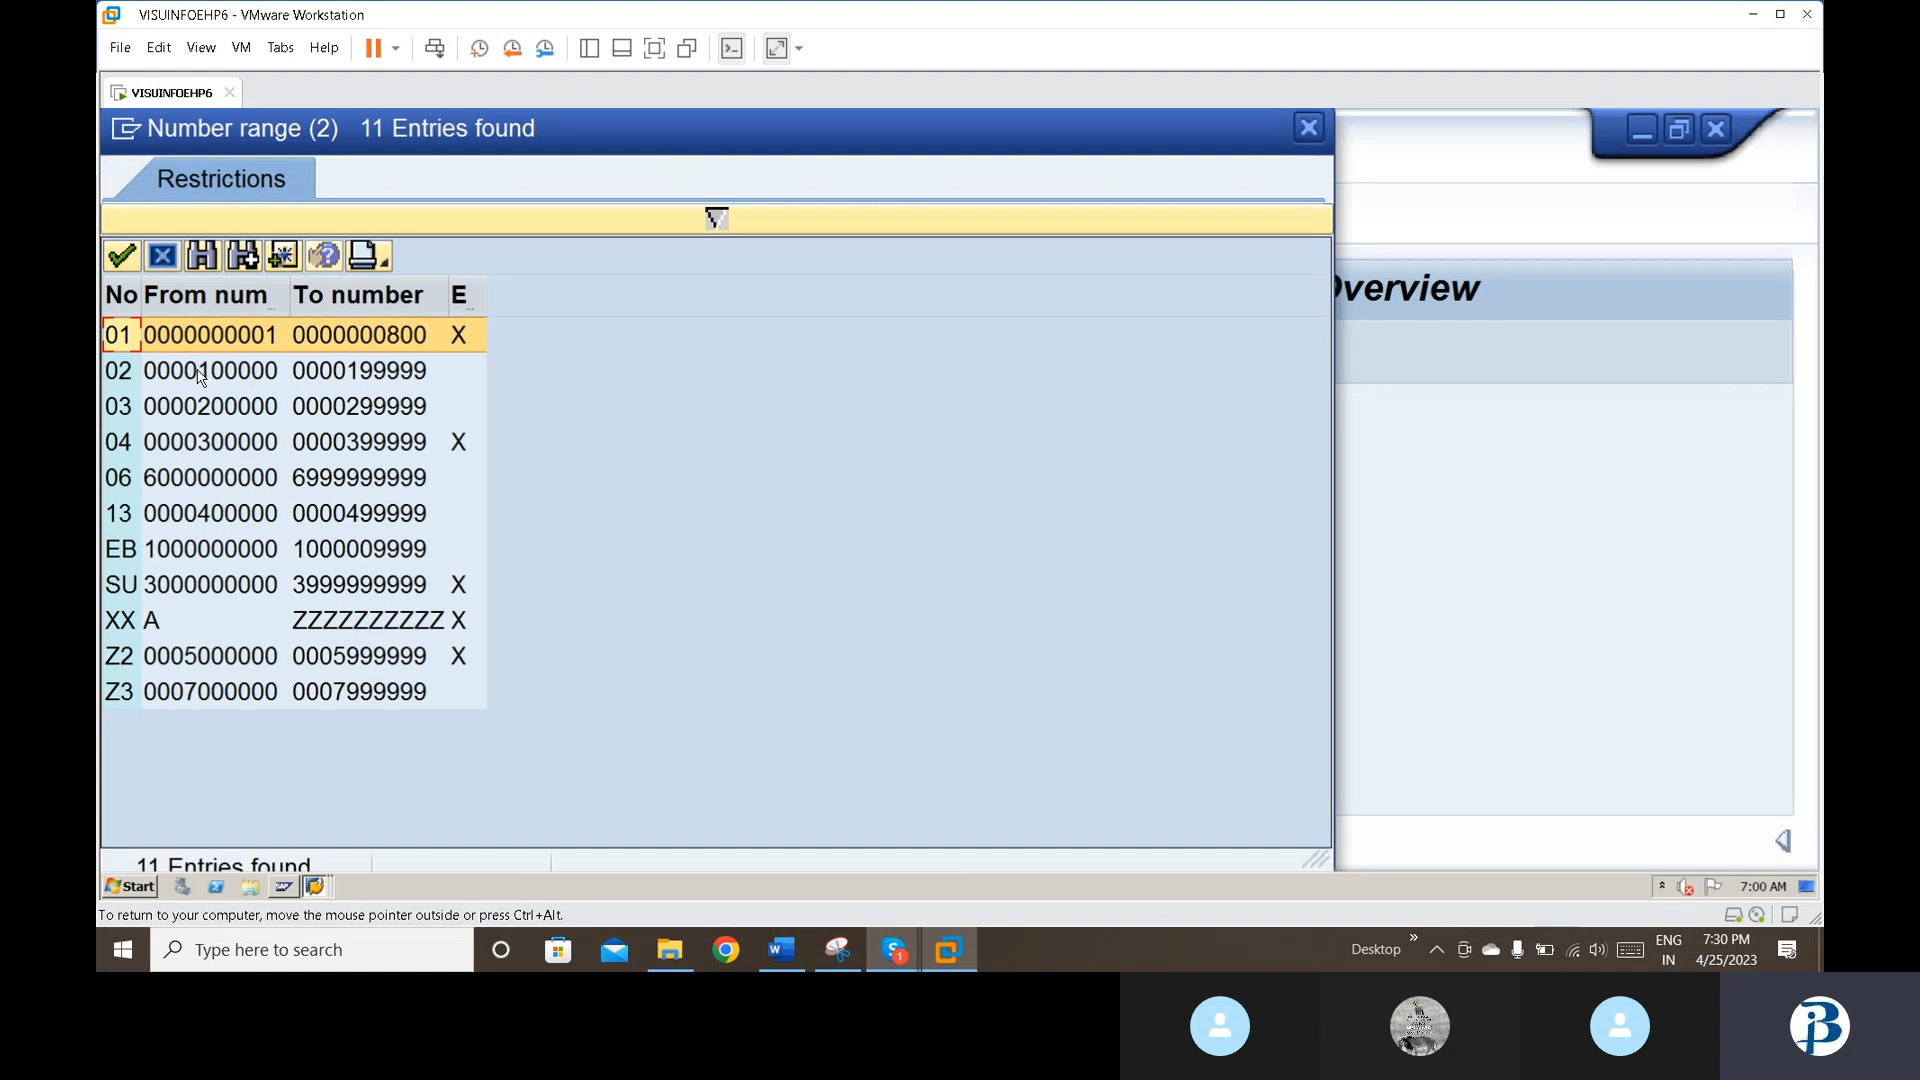 VISUINFOEHP6 - VMware Workstation
File Edit View VM Tabs Help
VISUINFOEHP6
Number range (2) 11 Entries found
Restrictions
No From num To number E
01 0000000001 0000000800 X
02 0000100000 0000199999
03 0000200000 0000299999
04 0000300000 0000399999 X
06 6000000000 6999999999
13 0000400000 0000499999
EB 1000000000 1000009999
SU 3000000000 3999999999 X
XX A ZZZZZZZZZZ X
Z2 0005000000 0005999999 X
Z3 0007000000 0007999999
Overview
11 Entries found
Start
7:00 AM
To return to your computer, move the mouse pointer outside or press Ctrl+Alt.
Type here to search
Desktop
ENG
IN
7:30 PM
4/25/2023